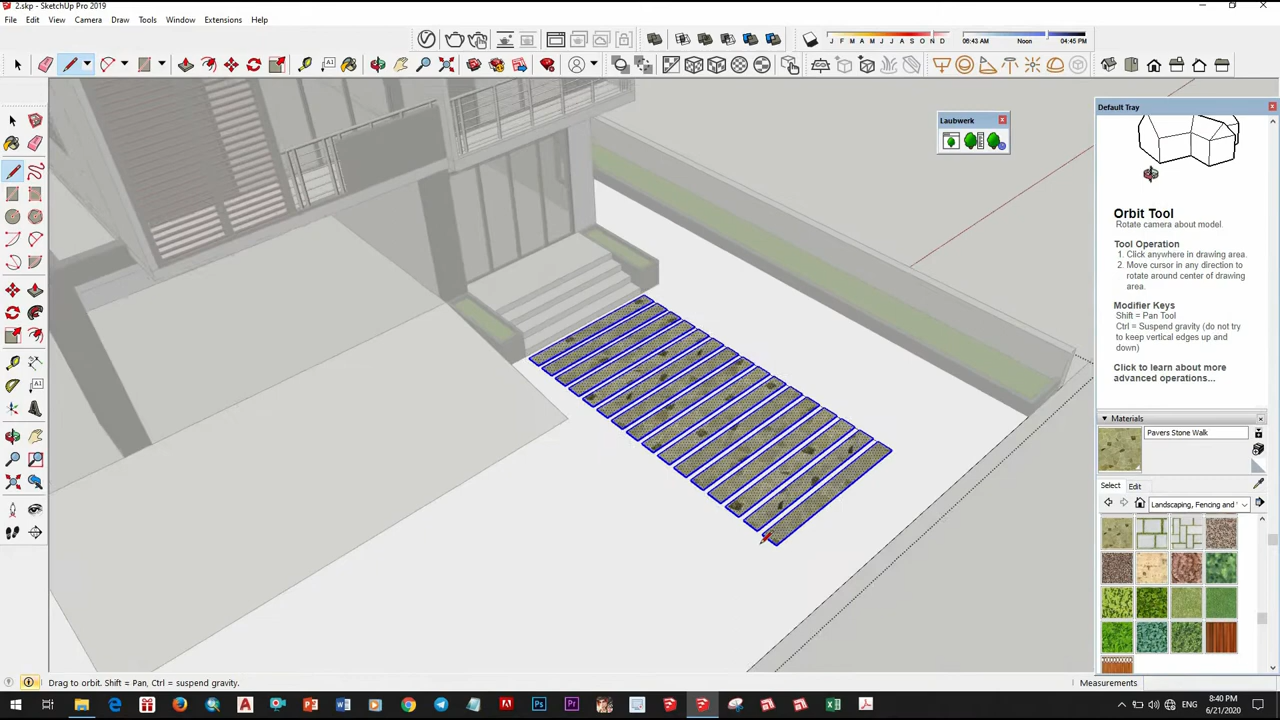 2.skp - SketchUp Pro 2019
File Edit View Camera Draw Tools Window Extensions Help
J F M A M J J A S O N D
06:43 AM Noon 04:45 PM
Laubwerk
Default Tray
Orbit Tool
Rotate camera about model.
Tool Operation
1. Click anywhere in drawing area.
2. Move cursor in any direction to
rotate around center of drawing
area.
Modifier Keys
Shift = Pan Tool
Ctrl = Suspend gravity (do not try
to keep vertical edges up and
down)
Click to learn about more
advanced operations...
Materials
Pavers Stone Walk
Select Edit
Landscaping, Fencing and
Drag to orbit. Shift = Pan, Ctrl = suspend gravity.
Measurements
ENG
8:40 PM
6/21/2020